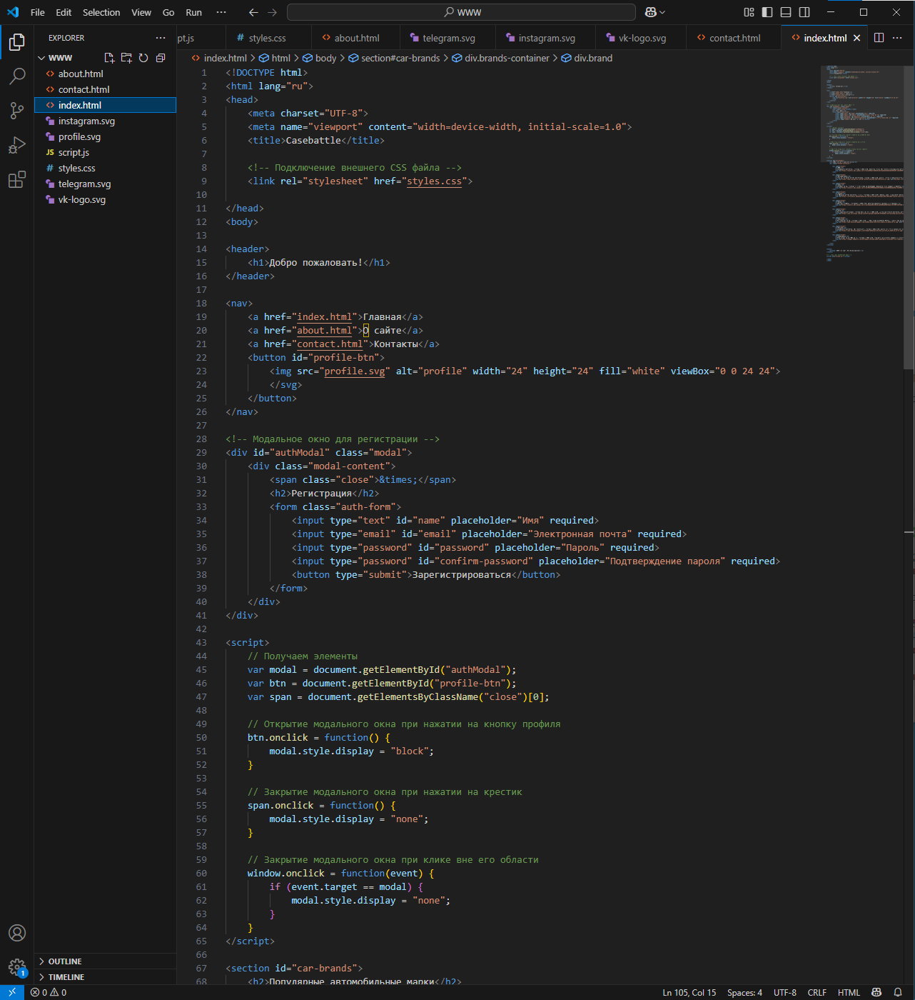 File Edit Selection View Go Run ··· WWW
EXPLORER ···
pt.js
# styles.css
about.html
telegram.svg
instagram.svg
vk-logo.svg
contact.html
index.html
WWW
about.html
contact.html
index.html
instagram.svg
profile.svg
JS script.js
# styles.css
telegram.svg
vk-logo.svg
index.html > html > body > section#car-brands > div.brands-container > div.brand
1 <!DOCTYPE html>
2 <html lang="ru">
3 <head>
4     <meta charset="UTF-8">
5     <meta name="viewport" content="width=device-width, initial-scale=1.0">
6     <title>Casebattle</title>
7
8     <!-- Подключение внешнего CSS файла -->
9     <link rel="stylesheet" href="styles.css">
10
11 </head>
12 <body>
13
14 <header>
15     <h1>Добро пожаловать!</h1>
16 </header>
17
18 <nav>
19     <a href="index.html">Главная</a>
20     <a href="about.html">О сайте</a>
21     <a href="contact.html">Контакты</a>
22     <button id="profile-btn">
23         <img src="profile.svg" alt="profile" width="24" height="24" fill="white" viewBox="0 0 24 24">
24         </svg>
25     </button>
26 </nav>
27
28 <!-- Модальное окно для регистрации -->
29 <div id="authModal" class="modal">
30     <div class="modal-content">
31         <span class="close">&times;</span>
32         <h2>Регистрация</h2>
33         <form class="auth-form">
34             <input type="text" id="name" placeholder="Имя" required>
35             <input type="email" id="email" placeholder="Электронная почта" required>
36             <input type="password" id="password" placeholder="Пароль" required>
37             <input type="password" id="confirm-password" placeholder="Подтверждение пароля" required>
38             <button type="submit">Зарегистрироваться</button>
39         </form>
40     </div>
41 </div>
42
43 <script>
44     // Получаем элементы
45     var modal = document.getElementById("authModal");
46     var btn = document.getElementById("profile-btn");
47     var span = document.getElementsByClassName("close")[0];
48
49     // Открытие модального окна при нажатии на кнопку профиля
50     btn.onclick = function() {
51         modal.style.display = "block";
52     }
53
54     // Закрытие модального окна при нажатии на крестик
55     span.onclick = function() {
56         modal.style.display = "none";
57     }
58
59     // Закрытие модального окна при клике вне его области
60     window.onclick = function(event) {
61         if (event.target == modal) {
62             modal.style.display = "none";
63         }
64     }
65 </script>
66
67 <section id="car-brands">
68     <h2>Популярные автомобильные марки</h2>
OUTLINE
TIMELINE
1
0 0
Ln 105, Col 15 Spaces: 4 UTF-8 CRLF HTML